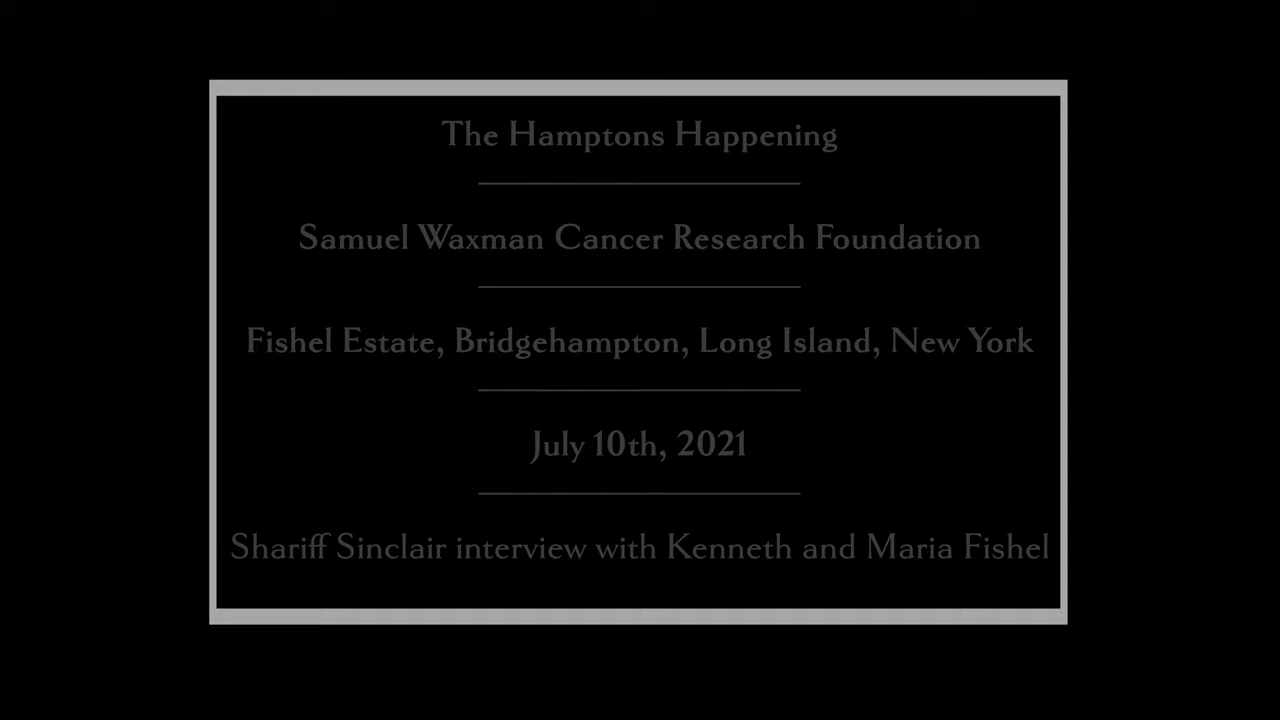 The Hamptons Happening
Samuel Waxman Cancer Research Foundation
Fishel Estate, Bridgehampton, Long Island, New York
July 10th, 2021
Shariff Sinclair interview with Kenneth and Maria Fishel